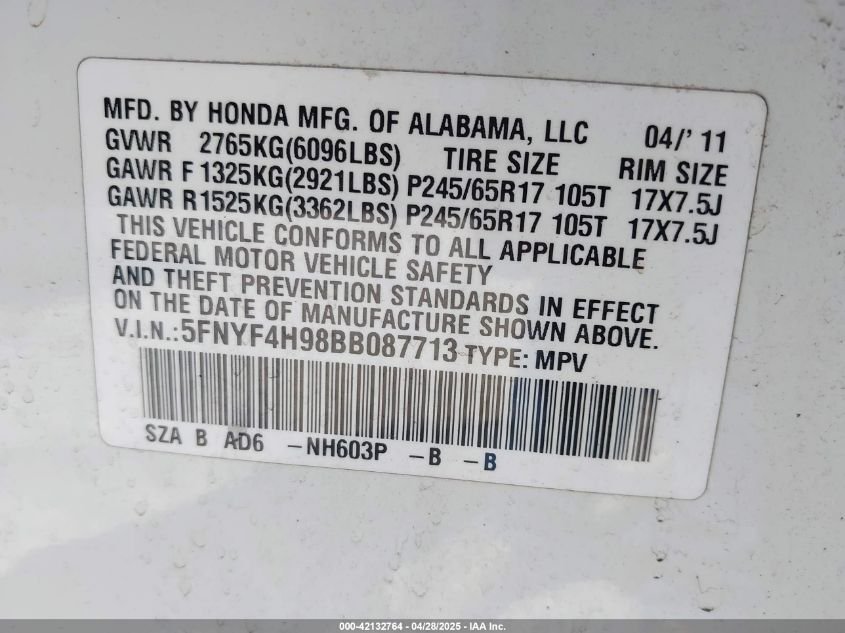 MFD. BY HONDA MFG. OF ALABAMA, LLC 04/' 11
GVWR 2765KG(6096LBS) TIRE SIZE RIM SIZE
GAWR F 1325KG(2921LBS) P245/65R17 105T 17X7.5J
GAWR R1525KG(3362LBS) P245/65R17 105T 17X7.5J
THIS VEHICLE CONFORMS TO ALL APPLICABLE
FEDERAL MOTOR VEHICLE SAFETY
AND THEFT PREVENTION STANDARDS IN EFFECT
ON THE DATE OF MANUFACTURE SHOWN ABOVE.
V.I.N.:5FNYF4H98BB087713 TYPE: MPV
SZA B AD6 -NH603P -B -B
000-42132764 - 04/28/2025 - IAA Inc.